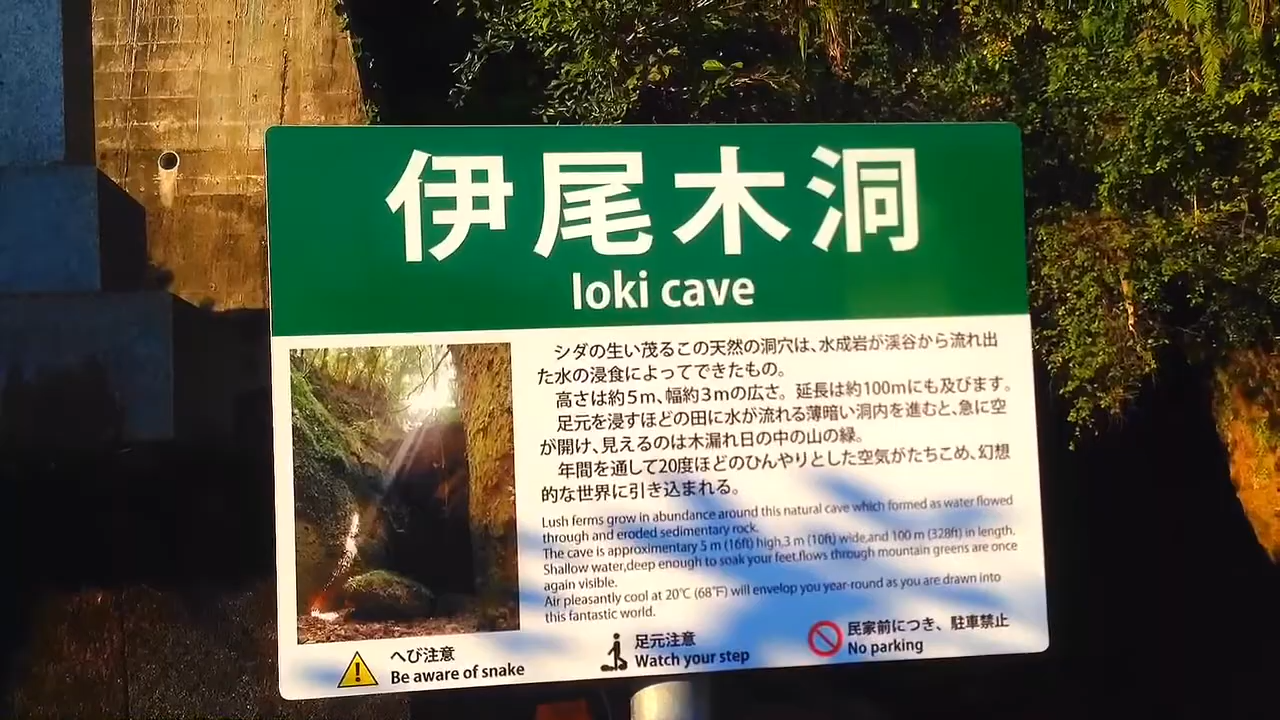 伊尾木洞
Ioki cave
シダの生い茂るこの天然の洞穴は、水成岩が渓谷から流れ出
た水の浸食によってできたもの。
高さは約5m、幅約3mの広さ。延長は約100mにも及びます。
足元を浸すほどの田に水が流れる薄暗い洞内を進むと、急に空
が開け、見えるのは木漏れ日の中の山の緑。
年間を通して20度ほどのひんやりとした空気がたちこめ、幻想
的な世界に引き込まれる。
Lush ferms grow in abundance around this natural cave which formed as water flowed
through and eroded sedimentary rock.
The cave is approximentary 5 m (16ft) high,3 m (10ft) wide,and 100 m (328ft) in length.
Shallow water,deep enough to soak your feet.flows through mountain greens are once
again visible.
Air pleasantly cool at 20℃ (68℉) will envelop you year-round as you are drawn into
this fantastic world.
へび注意
Be aware of snake
足元注意
Watch your step
民家前につき、駐車禁止
No parking